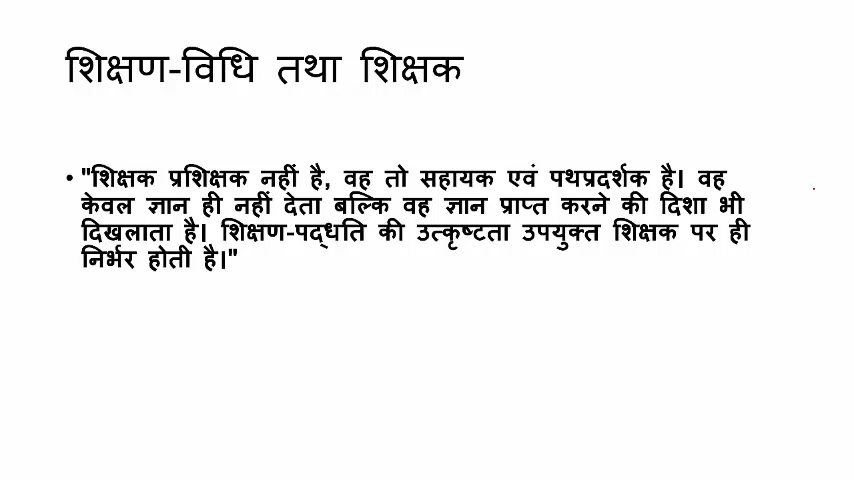 शिक्षण-विधि तथा शिक्षक
• "शिक्षक प्रशिक्षक नहीं है, वह तो सहायक एवं पथप्रदर्शक है। वह
केवल ज्ञान ही नहीं देता बल्कि वह ज्ञान प्राप्त करने की दिशा भी
दिखलाता है। शिक्षण-पद्धति की उत्कृष्टता उपयुक्त शिक्षक पर ही
निर्भर होती है।"